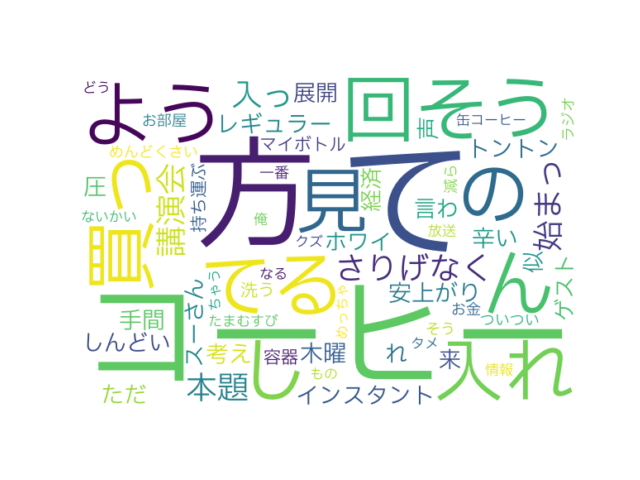 どう
よう
お部屋
入っ
展開
レギュラー
回そう
声
缶コーヒー
ラジオ
めんどくさい
マイボトル
トントン
圧
買っ
講演会
持ち運ぶ
方
一番
見
て
経済
減ら
の
言わ
始まっ
ないかい
俺
クズ
ホワイ
放送
辛い
てる
なる
さりげなく
ん
似
ゲスト
コーヒー
スーさん
ちゃう
洗う
めっちゃ
安上がり
お金
手間
たまむすび
そう
ついつい
しんどい
考え
容器
木曜
れ
タメ
来
入れ
ただ
本題
し
もの
インスタント
情報